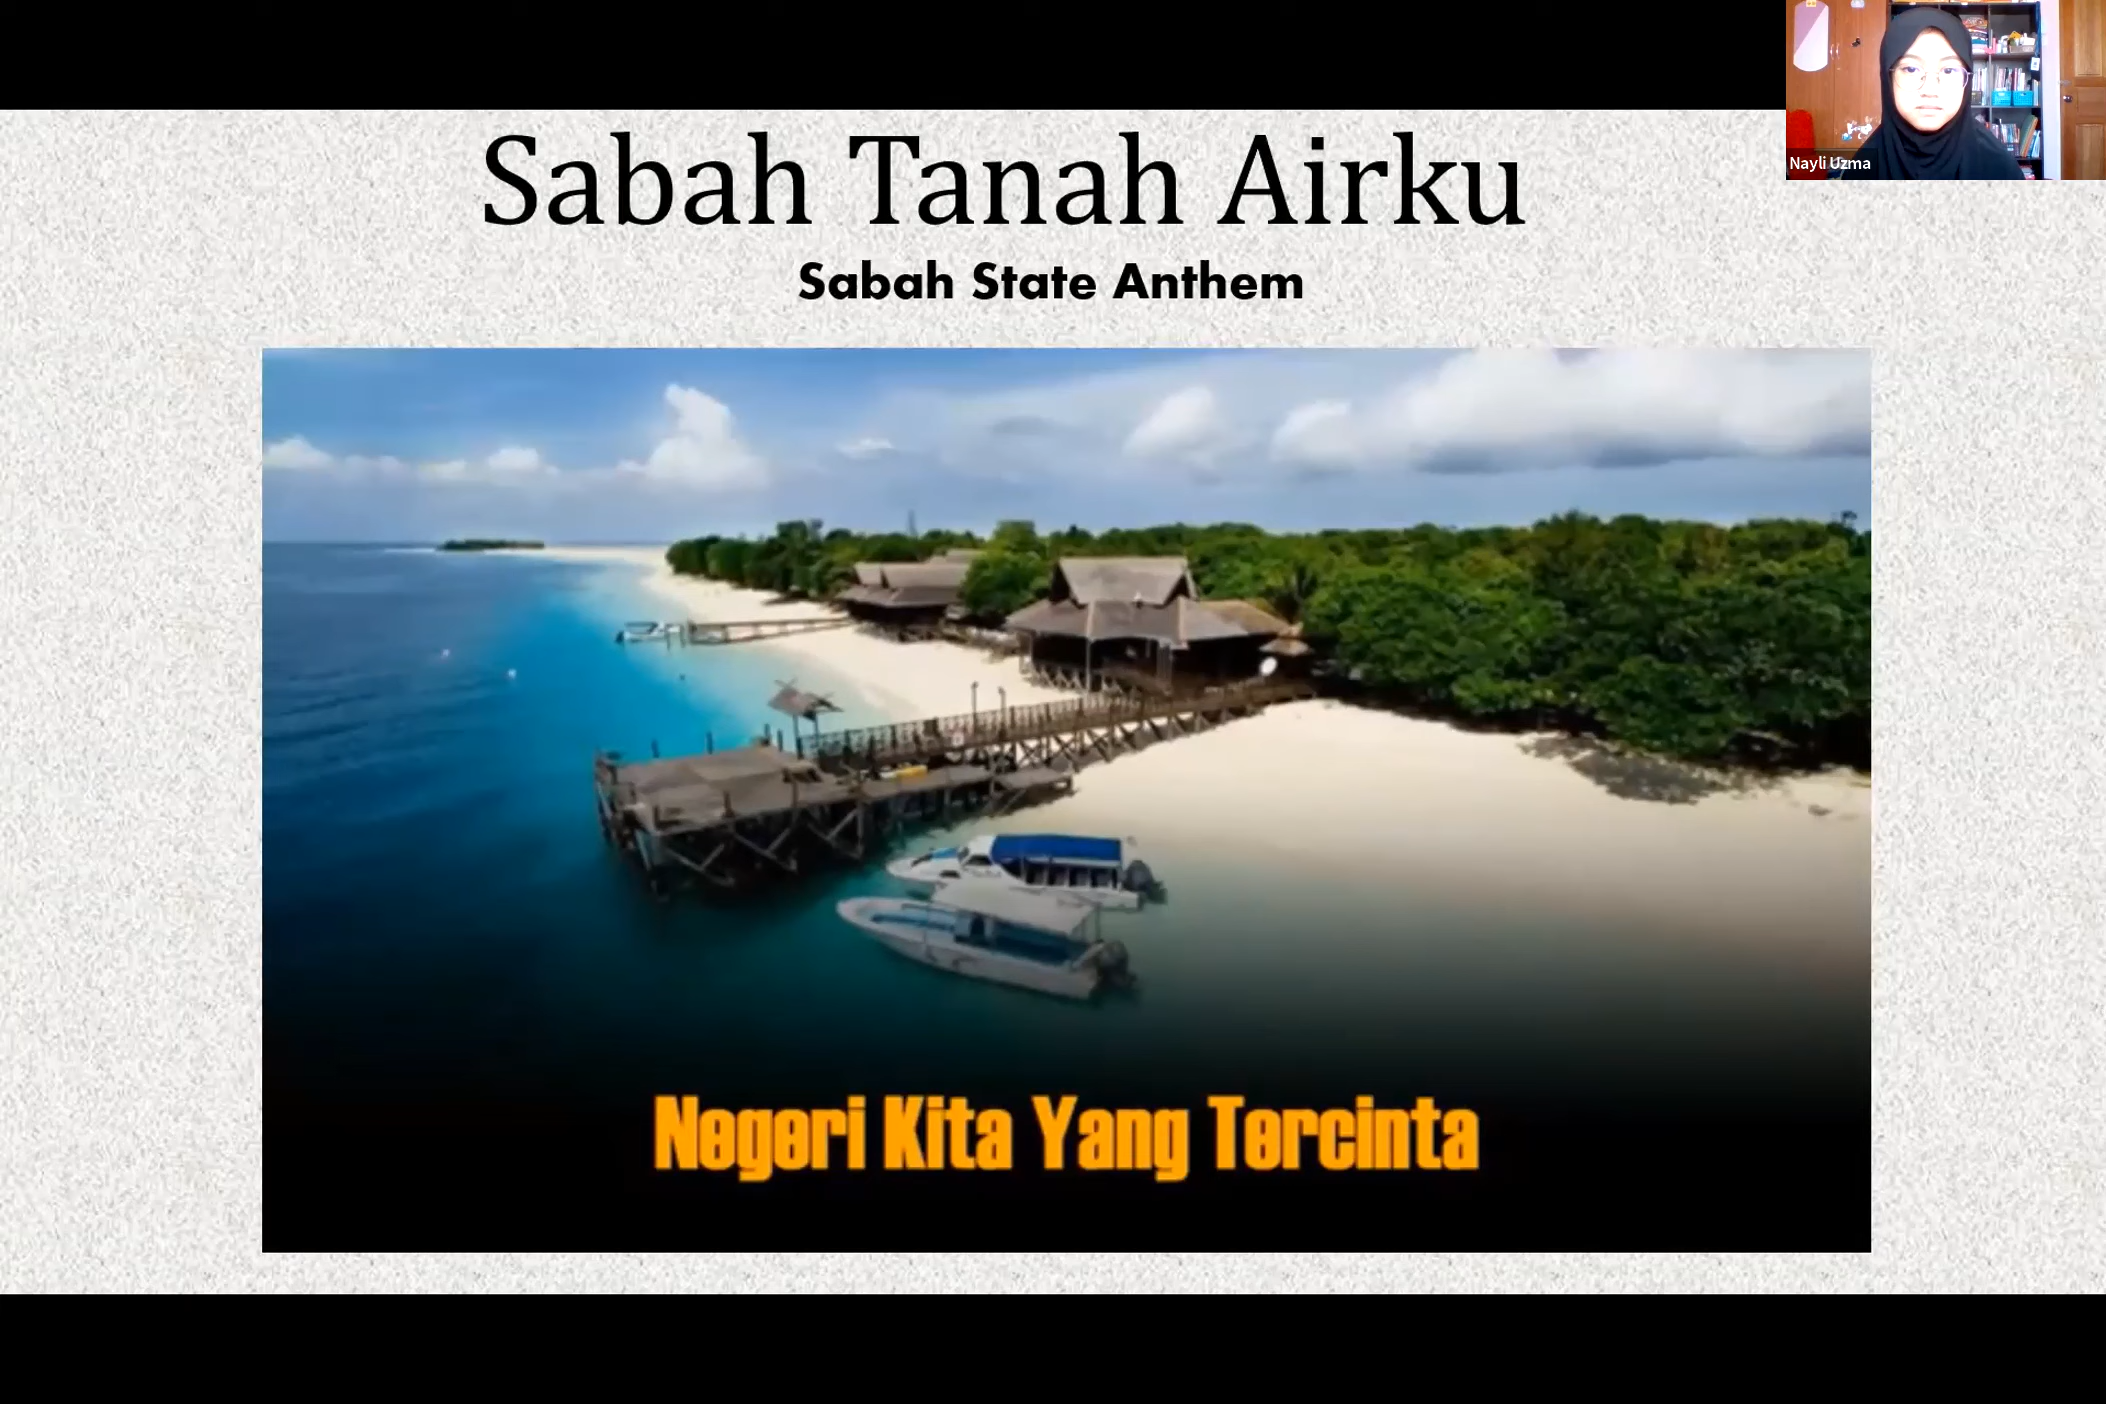 Sabah Tanah Airku
Sabah State Anthem
Nayli Uzma
Negeri Kita Yang Tercinta